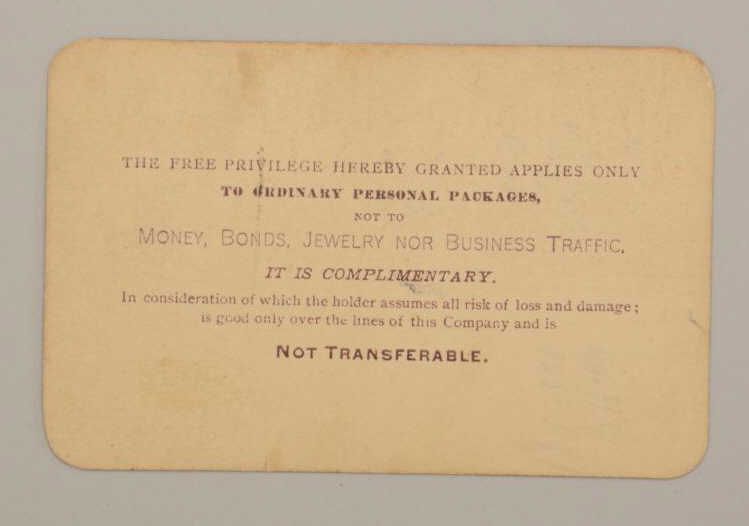 THE FREE PRIVILEGE HEREBY GRANTED APPLIES ONLY
TO ORDINARY PERSONAL PACKAGES,
NOT TO
MONEY, BONDS, JEWELRY NOR BUSINESS TRAFFIC.
IT IS COMPLIMENTARY.
In consideration of which the holder assumes all risk of loss and damage;
is good only over the lines of this Company and is
NOT TRANSFERABLE.